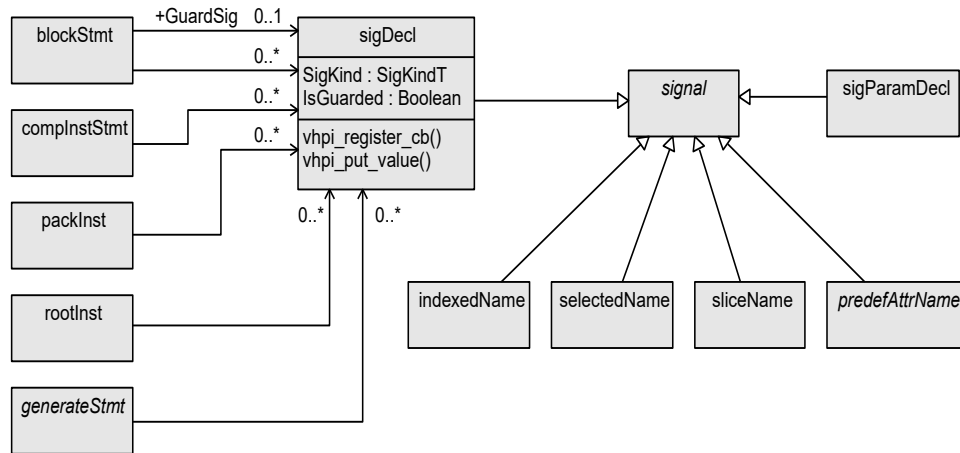 +GuardSig 0..1
blockStmt
sigDecl
0..*
SigKind : SigKindT
IsGuarded : Boolean
signal
sigParamDecl
0..*
compInstStmt
0..*
vhpi_register_cb()
vhpi_put_value()
packInst
0..* 0..*
indexedName
selectedName
sliceName
predefAttrName
rootInst
generateStmt